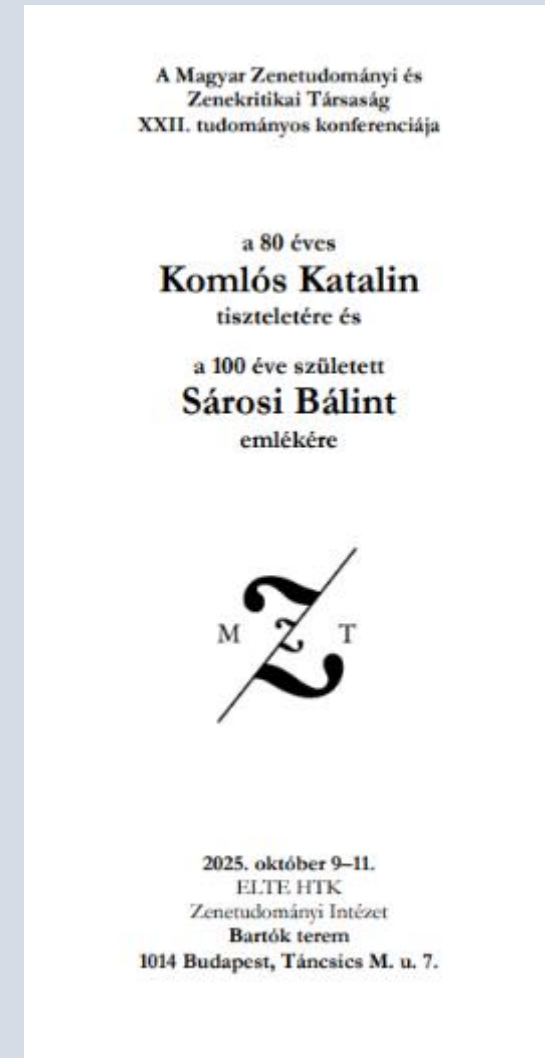 A Magyar Zenetudományi és
Zenekritikai Társaság
XXII. tudományos konferenciája
a 80 éves
Komlós Katalin
tiszteletére és
a 100 éve született
Sárosi Bálint
emlékére
M Z T
2025. október 9–11.
ELTE HTK
Zenetudományi Intézet
Bartók terem
1014 Budapest, Táncsics M. u. 7.